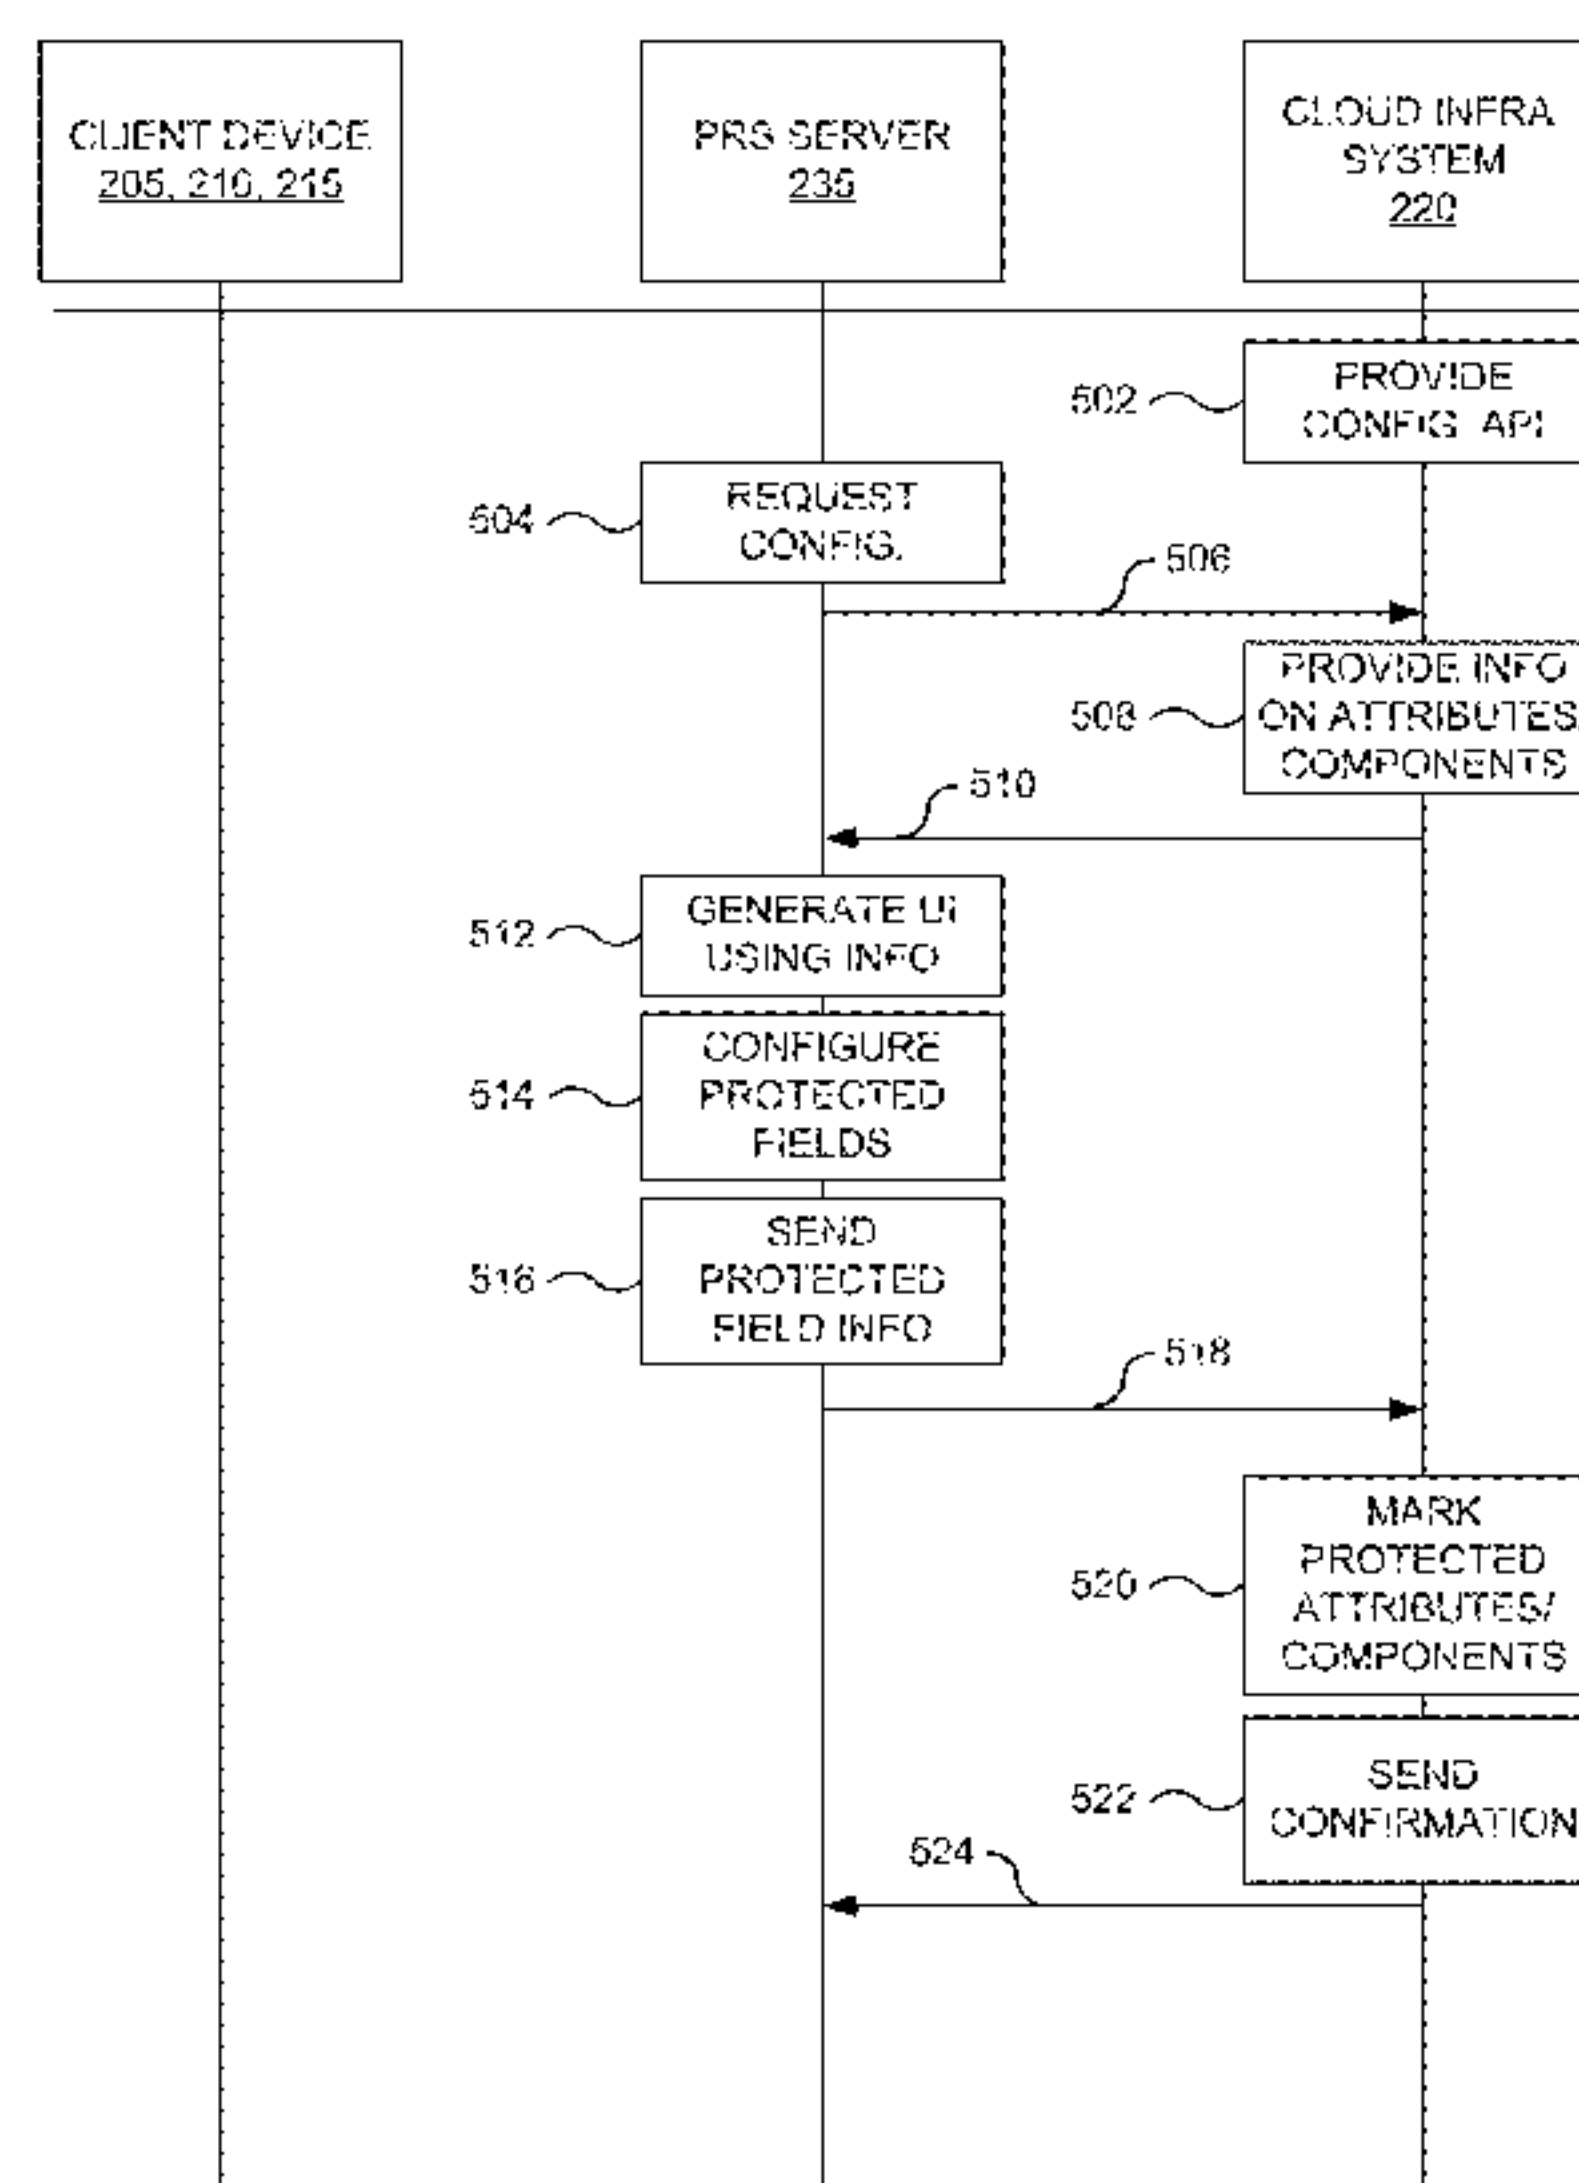 CLIENT DEVICE
205, 210, 215
PRS SERVER
235
CLOUD INFRA
SYSTEM
220
502
PROVIDE
CONFIG. API
504
REQUEST
CONFIG.
506
508
PROVIDE INFO
ON ATTRIBUTES/
COMPONENTS
510
512
GENERATE UI
USING INFO
514
CONFIGURE
PROTECTED
FIELDS
516
SEND
PROTECTED
FIELD INFO
518
520
MARK
PROTECTED
ATTRIBUTES/
COMPONENTS
522
SEND
CONFIRMATION
524